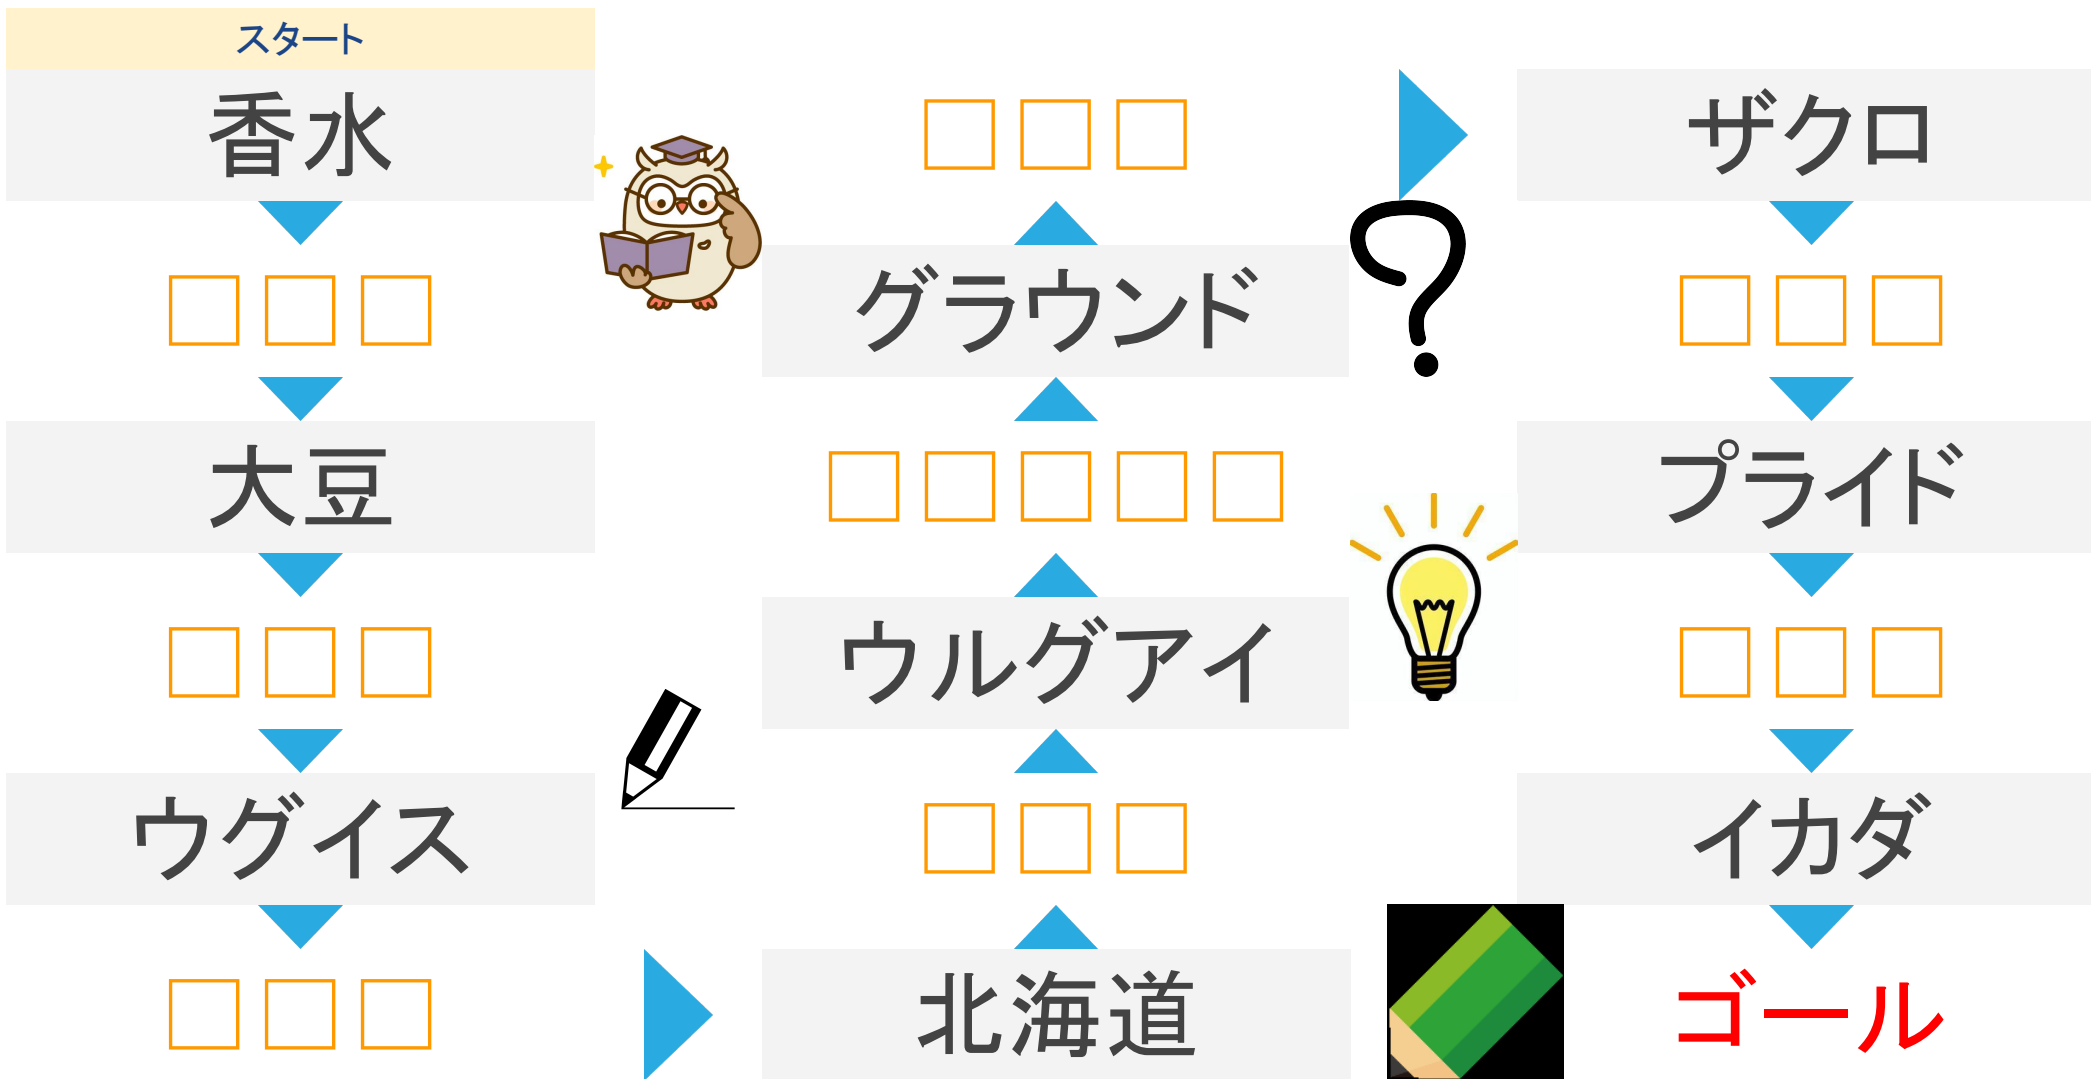 スタート
香水
大豆
ウグイス
北海道
ウルグアイ
グラウンド
ザクロ
プライド
イカダ
ゴール